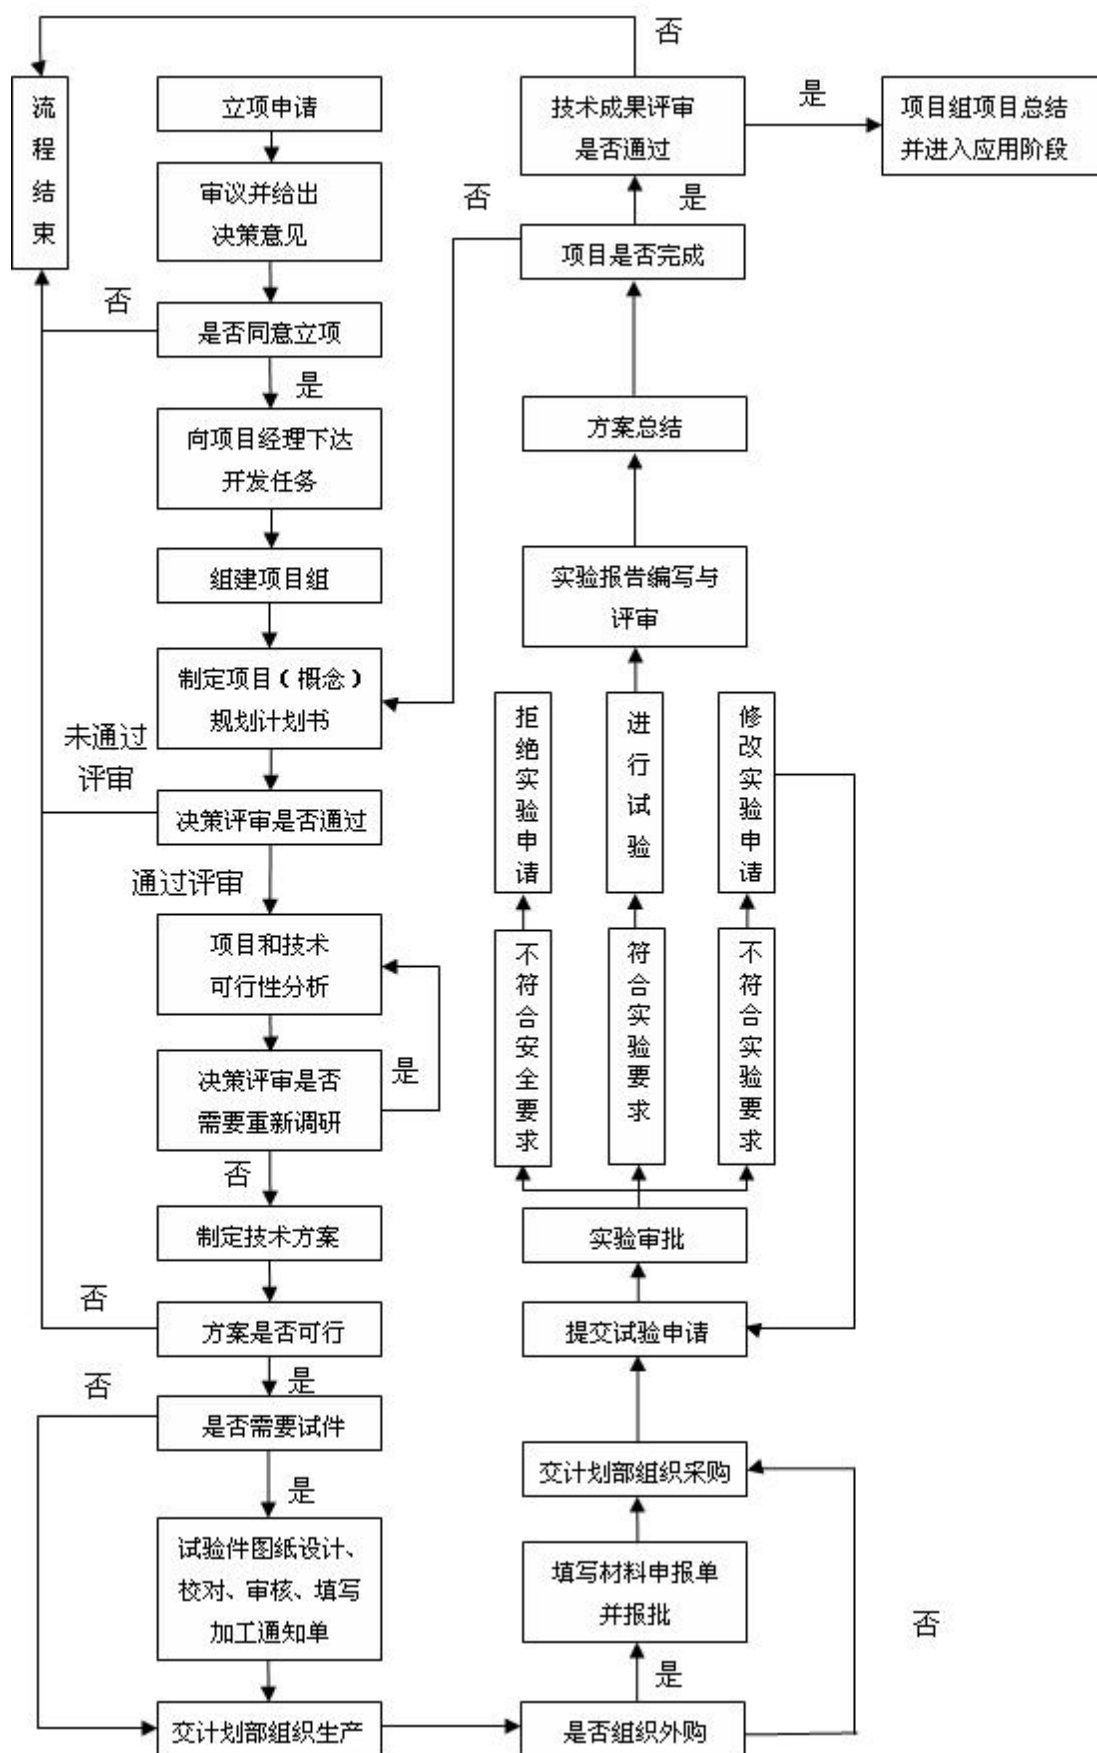 否
流程结束
立项申请
技术成果评审
是否通过
是
项目组项目总结
并进入应用阶段
审议并给出
决策意见
否
是
项目是否完成
否
是否同意立项
是
向项目经理下达
开发任务
方案总结
组建项目组
实验报告编写与
评审
制定项目（概念）
规划计划书
拒绝实验申请
进行试验
修改实验申请
未通过
评审
决策评审是否通过
通过评审
项目和技术
可行性分析
不符合安全要求
符合实验要求
不符合实验要求
决策评审是否
需要重新调研
是
否
制定技术方案
实验审批
否
方案是否可行
提交试验申请
是
否
是否需要试件
交计划部组织采购
是
试验件图纸设计、
校对、审核、填写
加工通知单
填写材料申报单
并报批
否
是
交计划部组织生产
是否组织外购